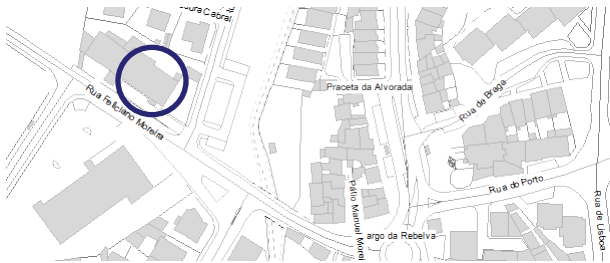 oura Cabral
Rua Feliciano Moreira
Praceta da Alvorada
Rua de Braga
Rua do Porto
Pátio Manuel Morei
argo da Rebelva
Rua de Lisboa